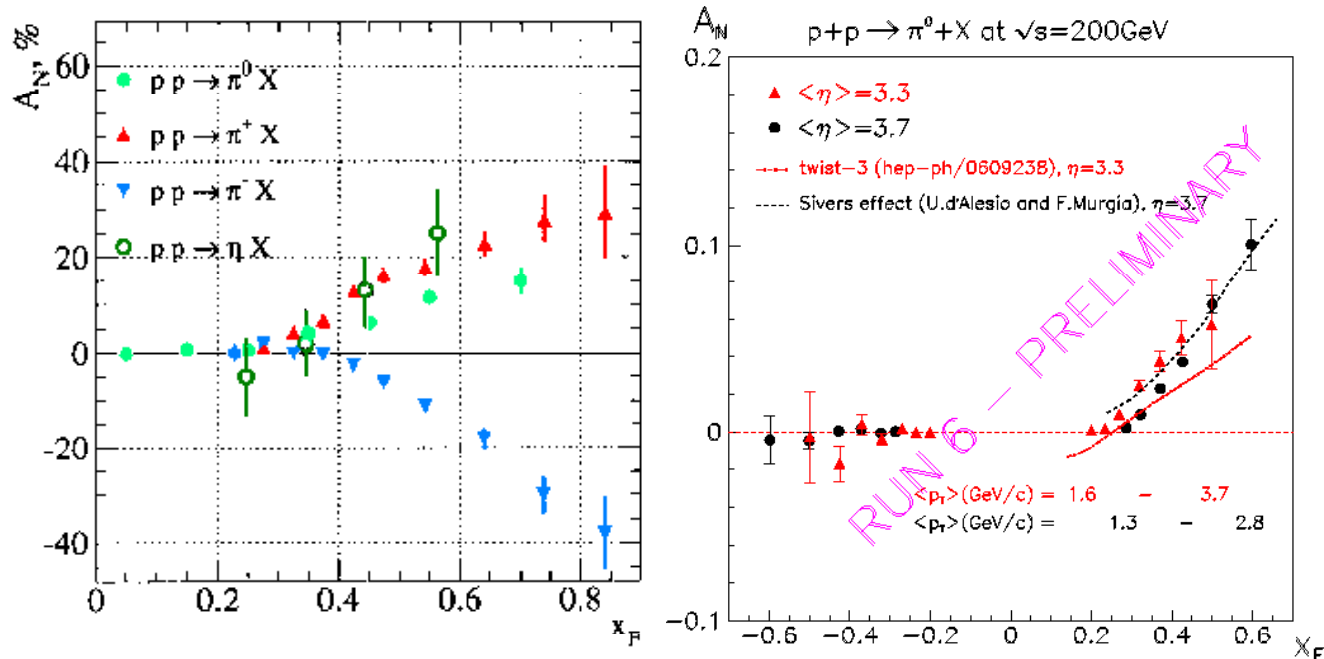 A_N, %
60
40
20
0
-20
-40
p p → π⁰ X
p p → π⁺ X
p p → π⁻ X
p p → η X
0 0.2 0.4 0.6 0.8
x_F
A_N p+p → π⁰+X at √s=200GeV
0.2
0.1
0
−0.1
<η>=3.3
<η>=3.7
twist−3 (hep−ph/0609238), η=3.3
Sivers effect (U.d'Alesio and F.Murgia), η=3.7
RUN 6 − PRELIMINARY
<p_T>(GeV/c) = 1.6 − 3.7
<p_T>(GeV/c) = 1.3 − 2.8
−0.6 −0.4 −0.2 0 0.2 0.4 0.6
X_F